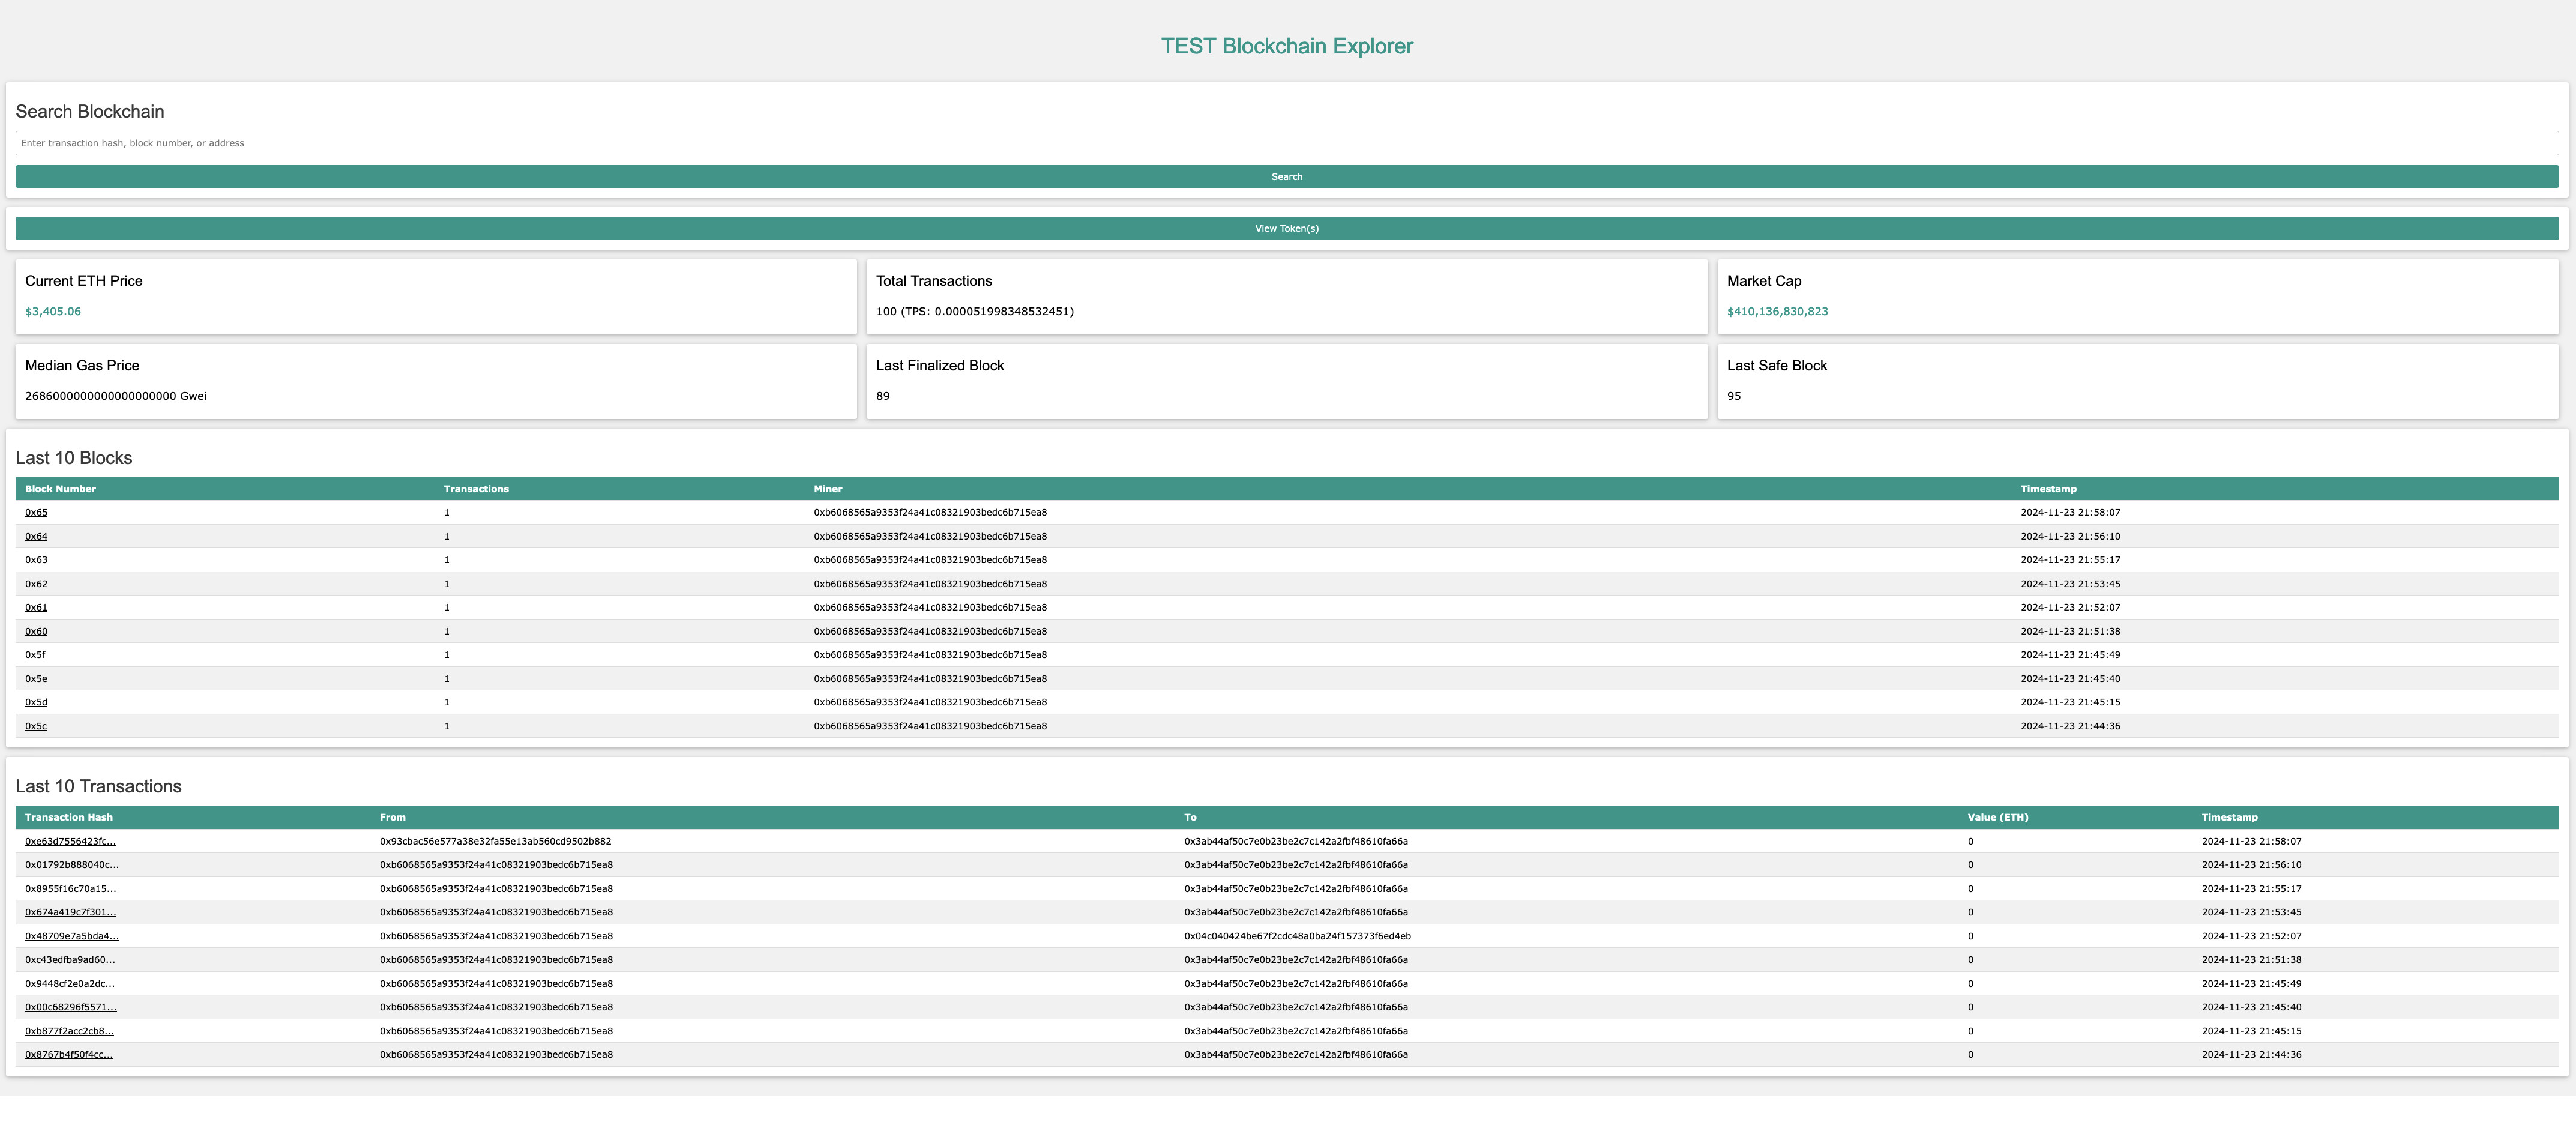 TEST Blockchain Explorer
Search Blockchain
Enter transaction hash, block number, or address
Search
View Token(s)
Current ETH Price
$3,405.06
Total Transactions
100 (TPS: 0.000051998348532451)
Market Cap
$410,136,830,823
Median Gas Price
2686000000000000000000 Gwei
Last Finalized Block
89
Last Safe Block
95
Last 10 Blocks
Block Number Transactions Miner Timestamp
0x65 1 0xb6068565a9353f24a41c08321903bedc6b715ea8 2024-11-23 21:58:07
0x64 1 0xb6068565a9353f24a41c08321903bedc6b715ea8 2024-11-23 21:56:10
0x63 1 0xb6068565a9353f24a41c08321903bedc6b715ea8 2024-11-23 21:55:17
0x62 1 0xb6068565a9353f24a41c08321903bedc6b715ea8 2024-11-23 21:53:45
0x61 1 0xb6068565a9353f24a41c08321903bedc6b715ea8 2024-11-23 21:52:07
0x60 1 0xb6068565a9353f24a41c08321903bedc6b715ea8 2024-11-23 21:51:38
0x5f 1 0xb6068565a9353f24a41c08321903bedc6b715ea8 2024-11-23 21:45:49
0x5e 1 0xb6068565a9353f24a41c08321903bedc6b715ea8 2024-11-23 21:45:40
0x5d 1 0xb6068565a9353f24a41c08321903bedc6b715ea8 2024-11-23 21:45:15
0x5c 1 0xb6068565a9353f24a41c08321903bedc6b715ea8 2024-11-23 21:44:36
Last 10 Transactions
Transaction Hash From To Value (ETH) Timestamp
0xe63d7556423fc... 0x93cbac56e577a38e32fa55e13ab560cd9502b882 0x3ab44af50c7e0b23be2c7c142a2fbf48610fa66a 0 2024-11-23 21:58:07
0x01792b888040c... 0xb6068565a9353f24a41c08321903bedc6b715ea8 0x3ab44af50c7e0b23be2c7c142a2fbf48610fa66a 0 2024-11-23 21:56:10
0x8955f16c70a15... 0xb6068565a9353f24a41c08321903bedc6b715ea8 0x3ab44af50c7e0b23be2c7c142a2fbf48610fa66a 0 2024-11-23 21:55:17
0x674a419c7f301... 0xb6068565a9353f24a41c08321903bedc6b715ea8 0x3ab44af50c7e0b23be2c7c142a2fbf48610fa66a 0 2024-11-23 21:53:45
0x48709e7a5bda4... 0xb6068565a9353f24a41c08321903bedc6b715ea8 0x04c040424be67f2cdc48a0ba24f157373f6ed4eb 0 2024-11-23 21:52:07
0xc43edfba9ad60... 0xb6068565a9353f24a41c08321903bedc6b715ea8 0x3ab44af50c7e0b23be2c7c142a2fbf48610fa66a 0 2024-11-23 21:51:38
0x9448cf2e0a2dc... 0xb6068565a9353f24a41c08321903bedc6b715ea8 0x3ab44af50c7e0b23be2c7c142a2fbf48610fa66a 0 2024-11-23 21:45:49
0x00c68296f5571... 0xb6068565a9353f24a41c08321903bedc6b715ea8 0x3ab44af50c7e0b23be2c7c142a2fbf48610fa66a 0 2024-11-23 21:45:40
0xb877f2acc2cb8... 0xb6068565a9353f24a41c08321903bedc6b715ea8 0x3ab44af50c7e0b23be2c7c142a2fbf48610fa66a 0 2024-11-23 21:45:15
0x8767b4f50f4cc... 0xb6068565a9353f24a41c08321903bedc6b715ea8 0x3ab44af50c7e0b23be2c7c142a2fbf48610fa66a 0 2024-11-23 21:44:36